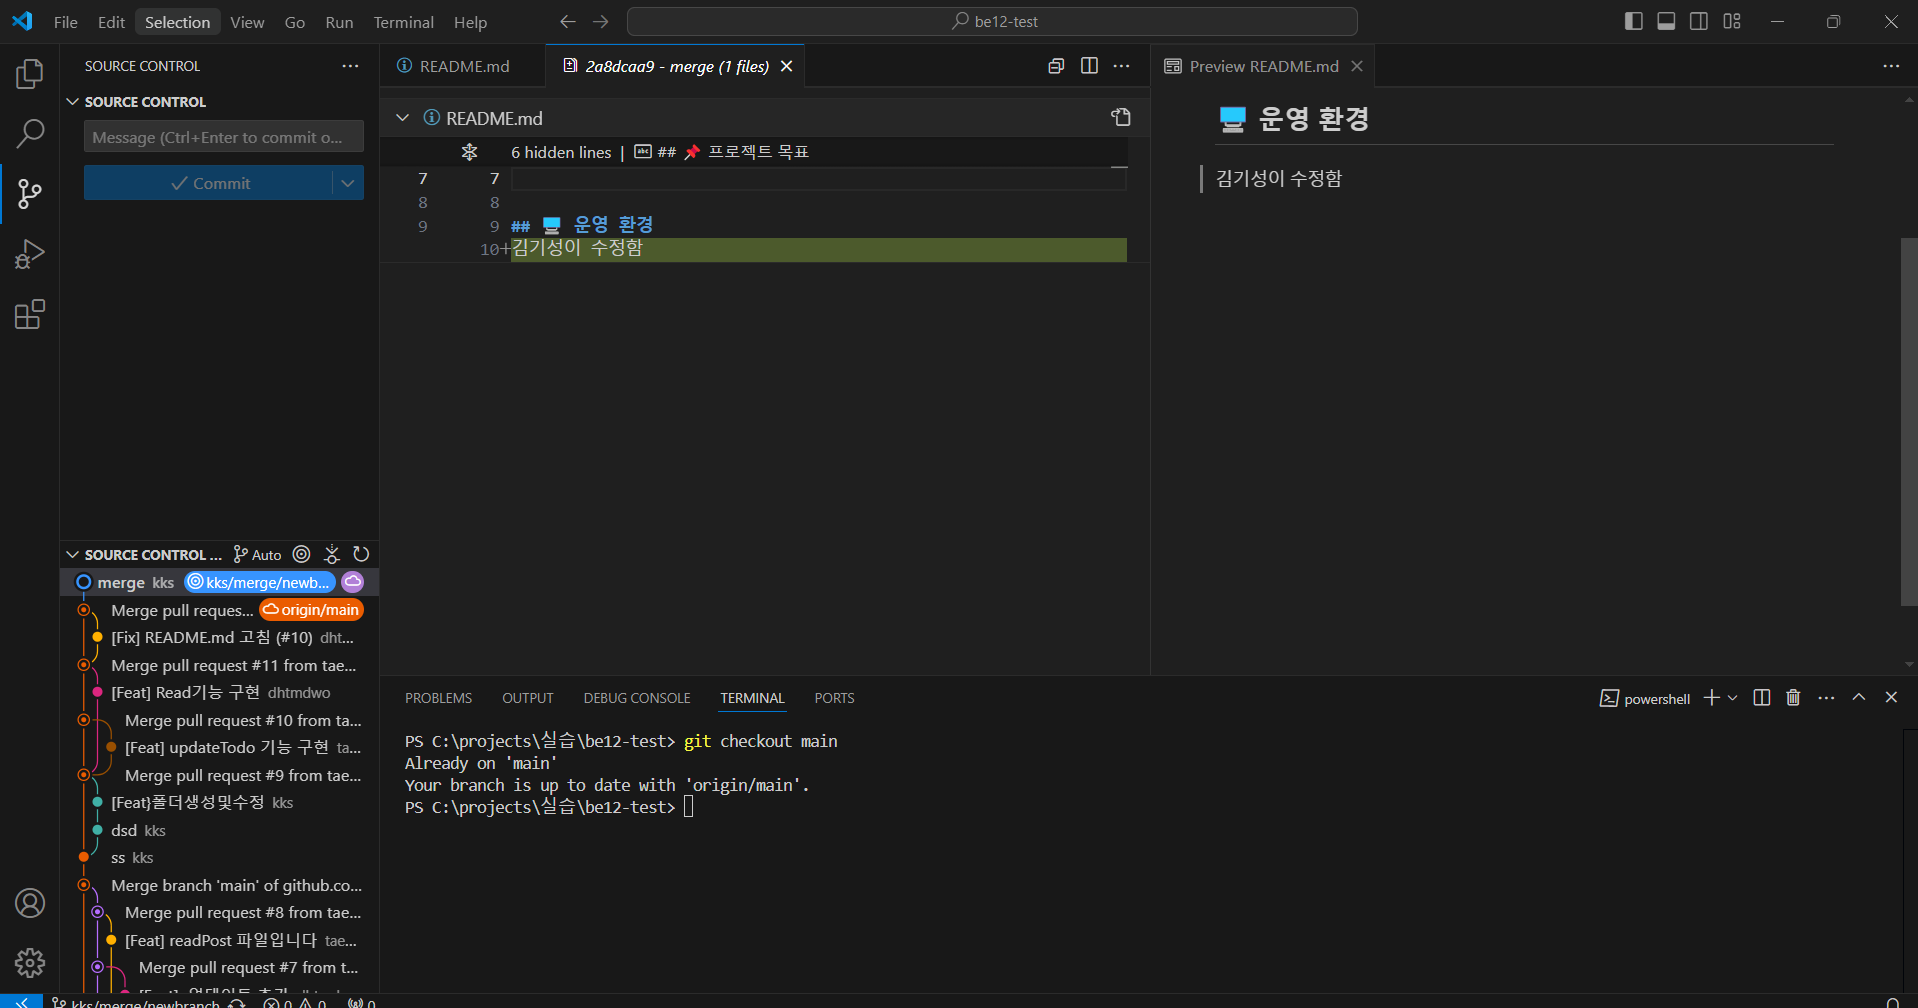 File Edit Selection View Go Run Terminal Help
be12-test
SOURCE CONTROL
SOURCE CONTROL
Message (Ctrl+Enter to commit o...
Commit
README.md
2a8dcaa9 - merge (1 files)
README.md
6 hidden lines | abc ## 📌 프로젝트 목표
7 7
8 8
9 9 ## 🖥️ 운영 환경
10+ 김기성이 수정함
Preview README.md
🖥️ 운영 환경
김기성이 수정함
SOURCE CONTROL ... Auto
merge kks kks/merge/newb...
Merge pull reques... origin/main
[Fix] README.md 고침 (#10) dht...
Merge pull request #11 from tae...
[Feat] Read기능 구현 dhtmdwo
Merge pull request #10 from ta...
[Feat] updateTodo 기능 구현 ta...
Merge pull request #9 from tae...
[Feat}폴더생성및수정 kks
dsd kks
ss kks
Merge branch 'main' of github.co...
Merge pull request #8 from tae...
[Feat] readPost 파일입니다 tae...
Merge pull request #7 from t...
PROBLEMS OUTPUT DEBUG CONSOLE TERMINAL PORTS
powershell
PS C:\projects\실습\be12-test> git checkout main
Already on 'main'
Your branch is up to date with 'origin/main'.
PS C:\projects\실습\be12-test>
kks/merge/newbranch 0 0 0